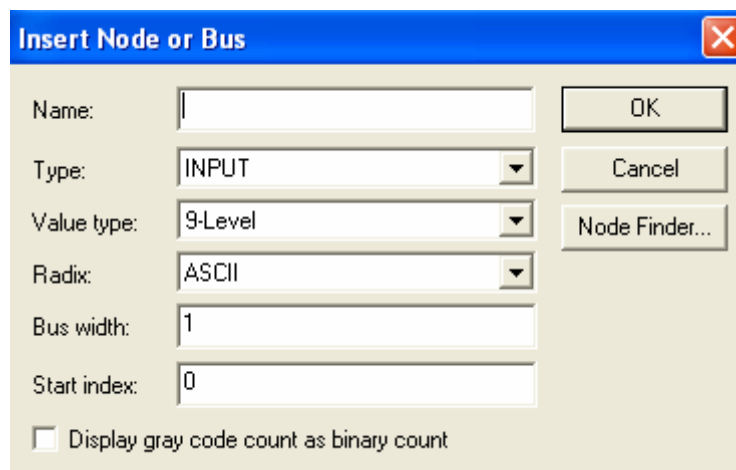 Insert Node or Bus
Name:
OK
Type: INPUT
Cancel
Value type: 9-Level
Node Finder...
Radix: ASCII
Bus width: 1
Start index: 0
Display gray code count as binary count